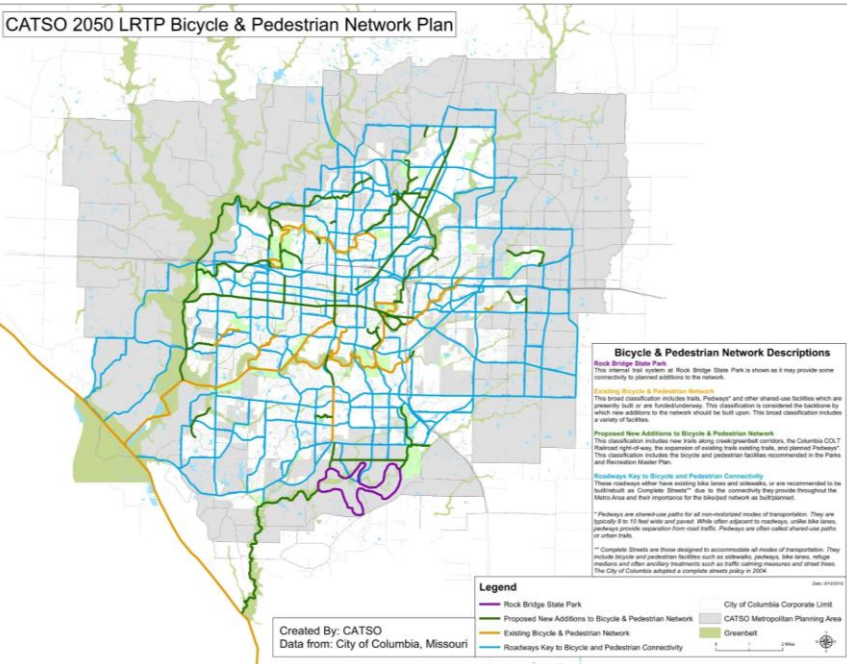 CATSO 2050 LRTP Bicycle & Pedestrian Network Plan
Bicycle & Pedestrian Network Descriptions
Rock Bridge State Park
This internal trail system at Rock Bridge State Park is shown as it may provide some
connectivity to planned additions to the network.
Existing Bicycle & Pedestrian Network
This broad classification includes trails, Pedways* and other shared-use facilities which are
presently built or are funded/underway. This classification is considered the backbone by
which new additions to the network should be built upon. This broad classification includes
a variety of facilities.
Proposed New Additions to Bicycle & Pedestrian Network
This classification includes new trails along creek/greenbelt corridors, the Columbia COLT
Railroad right-of-way, the expansion of existing trails existing trails, and planned Pedways*.
This classification includes the bicycle and pedestrian facilities recommended in the Parks
and Recreation Master Plan.
Roadways Key to Bicycle and Pedestrian Connectivity
These roadways either have existing bike lanes and sidewalks, or are recommended to be
built/rebuilt as Complete Streets** due to the connectivity they provide throughout the
Metro Area and their importance for the bike/ped network as built/planned.
* Pedways are shared-use paths for all non-motorized modes of transportation. They are
typically 8 to 10 feet wide and paved. While often adjacent to roadways, unlike bike lanes,
pedways provide separation from road traffic. Pedways are often called shared-use paths
or urban trails.
** Complete Streets are those designed to accommodate all modes of transportation. They
include bicycle and pedestrian facilities such as sidewalks, pedways, bike lanes, refuge
medians and often ancillary treatments such as traffic calming measures and street trees.
The City of Columbia adopted a complete streets policy in 2004.
Legend
Rock Bridge State Park
Proposed New Additions to Bicycle & Pedestrian Network
Existing Bicycle & Pedestrian Network
Roadways Key to Bicycle and Pedestrian Connectivity
City of Columbia Corporate Limit
CATSO Metropolitan Planning Area
Greenbelt
0 1 2 Miles
Created By: CATSO
Data from: City of Columbia, Missouri